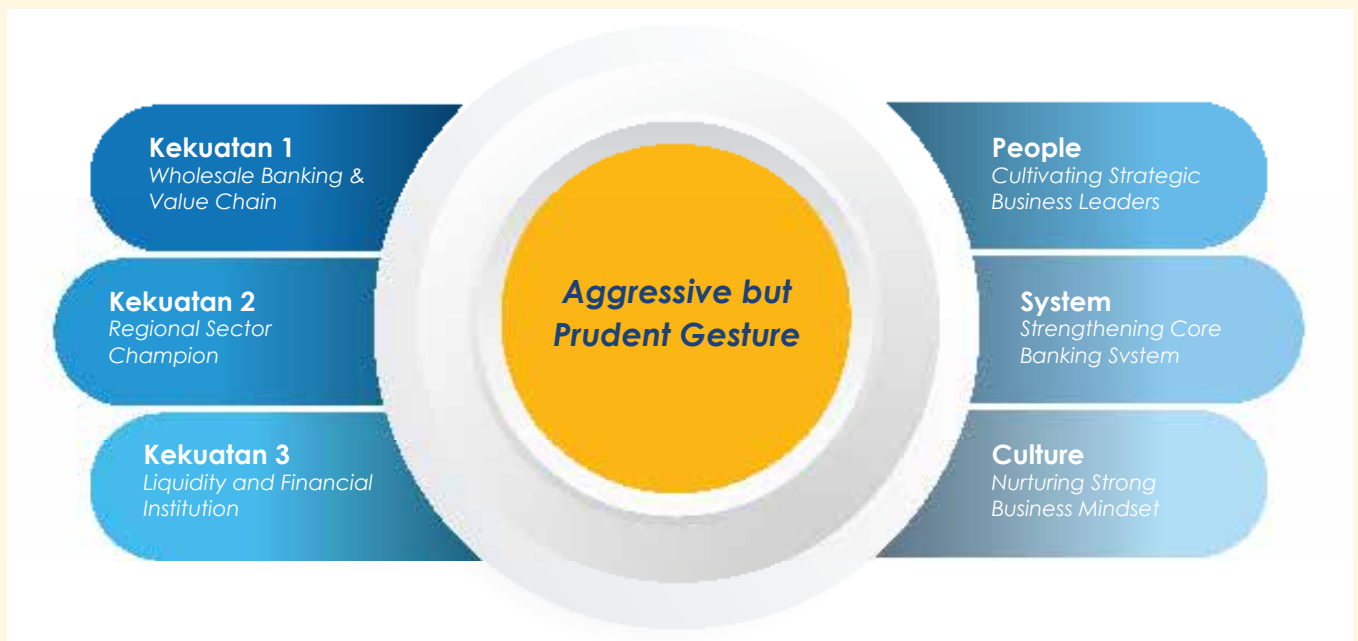 Kekuatan 1
Wholesale Banking &
Value Chain
Kekuatan 2
Regional Sector
Champion
Kekuatan 3
Liquidity and Financial
Institution
Aggressive but
Prudent Gesture
People
Cultivating Strategic
Business Leaders
System
Strengthening Core
Banking System
Culture
Nurturing Strong
Business Mindset